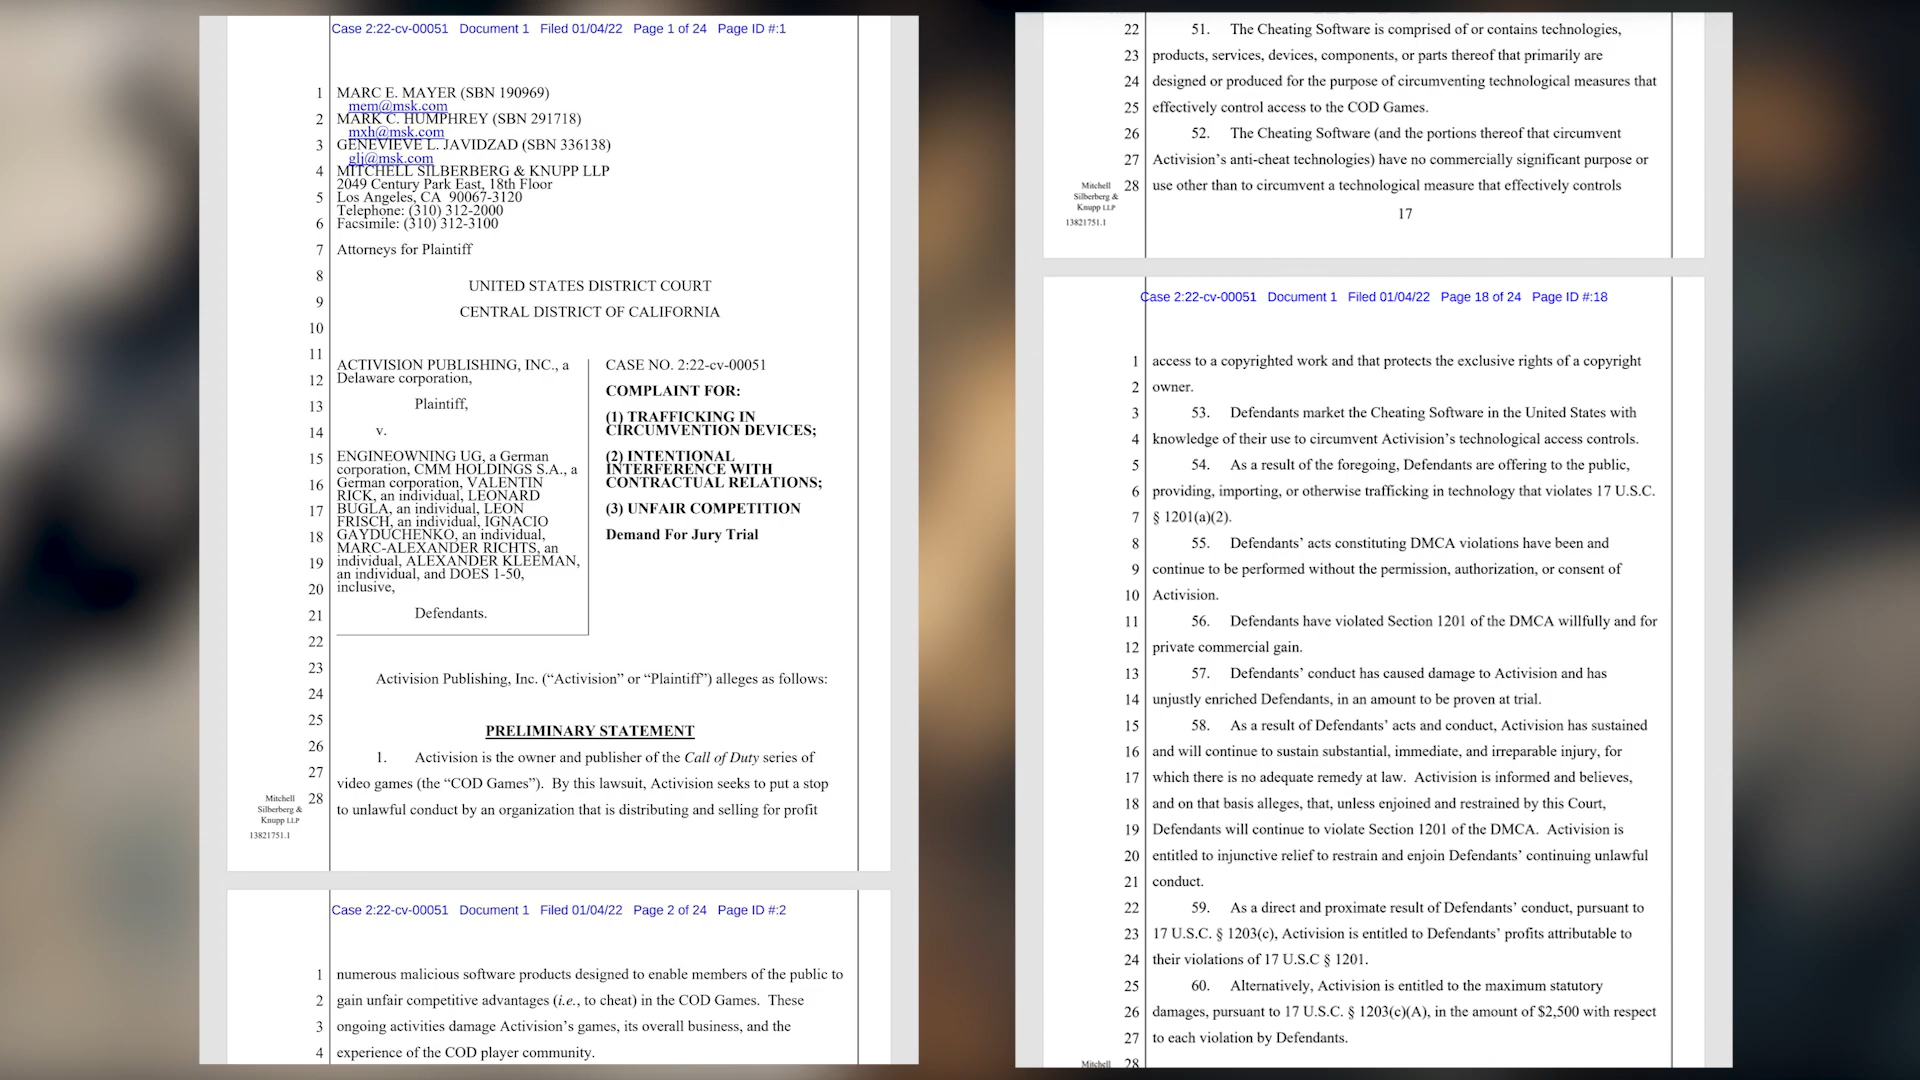 Case 2:22-cv-00051 Document 1 Filed 01/04/22 Page 1 of 24 Page ID #:1
1 MARC E. MAYER (SBN 190969)
mem@msk.com
2 MARK C. HUMPHREY (SBN 291718)
mxh@msk.com
3 GENEVIEVE L. JAVIDZAD (SBN 336138)
glj@msk.com
4 MITCHELL SILBERBERG & KNUPP LLP
2049 Century Park East, 18th Floor
5 Los Angeles, CA 90067-3120
Telephone: (310) 312-2000
6 Facsimile: (310) 312-3100
7 Attorneys for Plaintiff
8 UNITED STATES DISTRICT COURT
9 CENTRAL DISTRICT OF CALIFORNIA
10
11
ACTIVISION PUBLISHING, INC., a
12 Delaware corporation,
13 Plaintiff,
14 v.
15 ENGINEOWNING UG, a German
corporation, CMM HOLDINGS S.A., a
16 German corporation, VALENTIN
RICK, an individual, LEONARD
17 BUGLA, an individual, LEON
FRISCH, an individual, IGNACIO
18 GAYDUCHENKO, an individual,
MARC-ALEXANDER RICHTS, an
19 individual, ALEXANDER KLEEMAN,
an individual, and DOES 1-50,
20 inclusive,
21 Defendants.
22
CASE NO. 2:22-cv-00051
COMPLAINT FOR:
(1) TRAFFICKING IN
CIRCUMVENTION DEVICES;
(2) INTENTIONAL
INTERFERENCE WITH
CONTRACTUAL RELATIONS;
(3) UNFAIR COMPETITION
Demand For Jury Trial
23 Activision Publishing, Inc. (“Activision” or “Plaintiff”) alleges as follows:
24
25 PRELIMINARY STATEMENT
26 1. Activision is the owner and publisher of the Call of Duty series of
27 video games (the “COD Games”). By this lawsuit, Activision seeks to put a stop
28 to unlawful conduct by an organization that is distributing and selling for profit
Mitchell
Silberberg &
Knupp LLP
13821751.1
Case 2:22-cv-00051 Document 1 Filed 01/04/22 Page 2 of 24 Page ID #:2
1 numerous malicious software products designed to enable members of the public to
2 gain unfair competitive advantages (i.e., to cheat) in the COD Games. These
3 ongoing activities damage Activision’s games, its overall business, and the
4 experience of the COD player community.
22 51. The Cheating Software is comprised of or contains technologies,
23 products, services, devices, components, or parts thereof that primarily are
24 designed or produced for the purpose of circumventing technological measures that
25 effectively control access to the COD Games.
26 52. The Cheating Software (and the portions thereof that circumvent
27 Activision’s anti-cheat technologies) have no commercially significant purpose or
28 use other than to circumvent a technological measure that effectively controls
Mitchell
Silberberg &
Knupp LLP
13821751.1
17
Case 2:22-cv-00051 Document 1 Filed 01/04/22 Page 18 of 24 Page ID #:18
1 access to a copyrighted work and that protects the exclusive rights of a copyright
2 owner.
3 53. Defendants market the Cheating Software in the United States with
4 knowledge of their use to circumvent Activision’s technological access controls.
5 54. As a result of the foregoing, Defendants are offering to the public,
6 providing, importing, or otherwise trafficking in technology that violates 17 U.S.C.
7 § 1201(a)(2).
8 55. Defendants’ acts constituting DMCA violations have been and
9 continue to be performed without the permission, authorization, or consent of
10 Activision.
11 56. Defendants have violated Section 1201 of the DMCA willfully and for
12 private commercial gain.
13 57. Defendants’ conduct has caused damage to Activision and has
14 unjustly enriched Defendants, in an amount to be proven at trial.
15 58. As a result of Defendants’ acts and conduct, Activision has sustained
16 and will continue to sustain substantial, immediate, and irreparable injury, for
17 which there is no adequate remedy at law. Activision is informed and believes,
18 and on that basis alleges, that, unless enjoined and restrained by this Court,
19 Defendants will continue to violate Section 1201 of the DMCA. Activision is
20 entitled to injunctive relief to restrain and enjoin Defendants’ continuing unlawful
21 conduct.
22 59. As a direct and proximate result of Defendants’ conduct, pursuant to
23 17 U.S.C. § 1203(c), Activision is entitled to Defendants’ profits attributable to
24 their violations of 17 U.S.C § 1201.
25 60. Alternatively, Activision is entitled to the maximum statutory
26 damages, pursuant to 17 U.S.C. § 1203(c)(A), in the amount of $2,500 with respect
27 to each violation by Defendants.
Mitchell 28